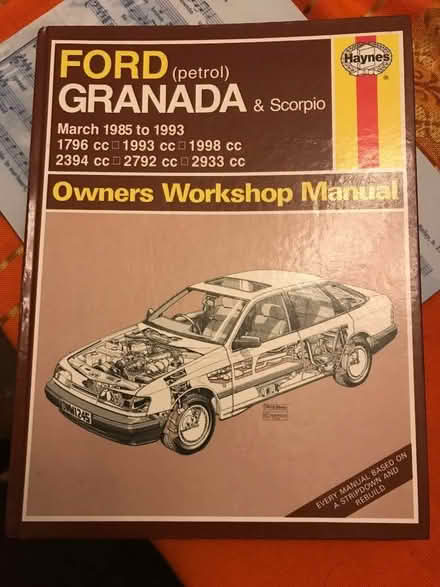 FORD (petrol)
Haynes
®
GRANADA & Scorpio
March 1985 to 1993
1796 cc □ 1993 cc □ 1998 cc
2394 cc □ 2792 cc □ 2933 cc
Owners Workshop Manual
EVERY MANUAL BASED ON
A STRIPDOWN AND
REBUILD